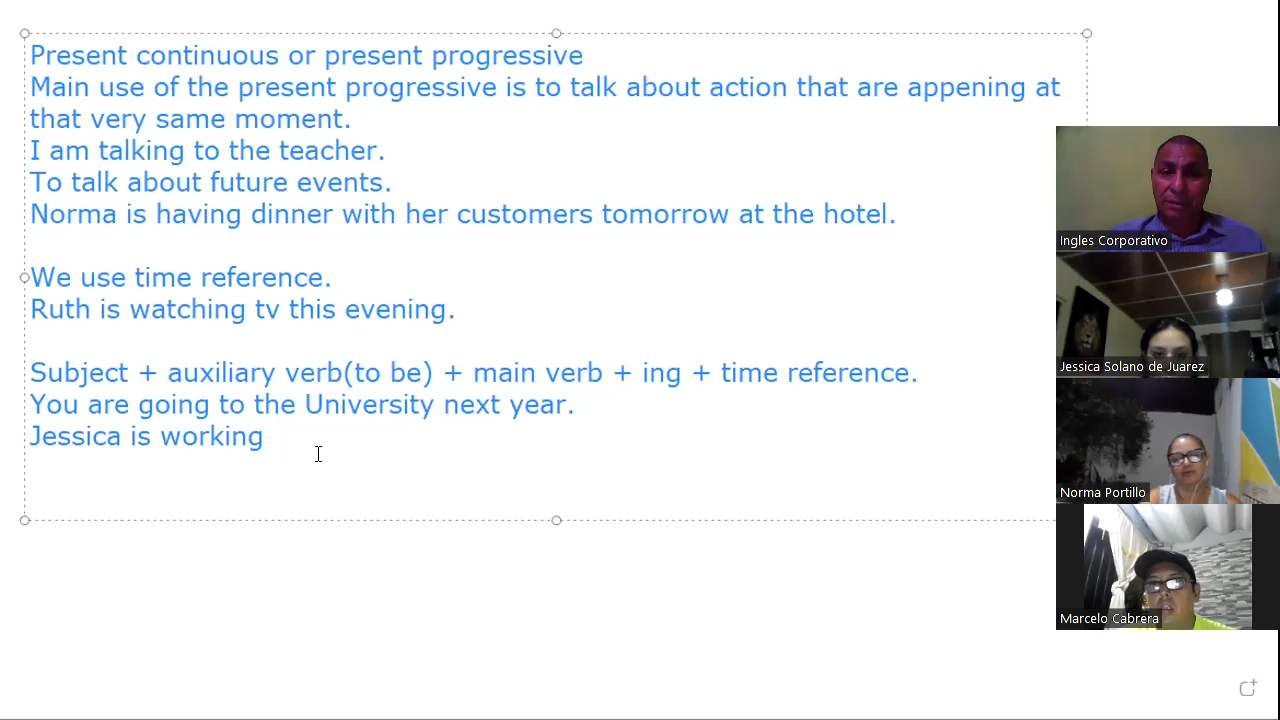 Present continuous or present progressive
Main use of the present progressive is to talk about action that are appening at
that very same moment.
I am talking to the teacher.
To talk about future events.
Norma is having dinner with her customers tomorrow at the hotel.
We use time reference.
Ruth is watching tv this evening.
Subject + auxiliary verb(to be) + main verb + ing + time reference.
You are going to the University next year.
Jessica is working
Ingles Corporativo
Jessica Solano de Juarez
Norma Portillo
Marcelo Cabrera